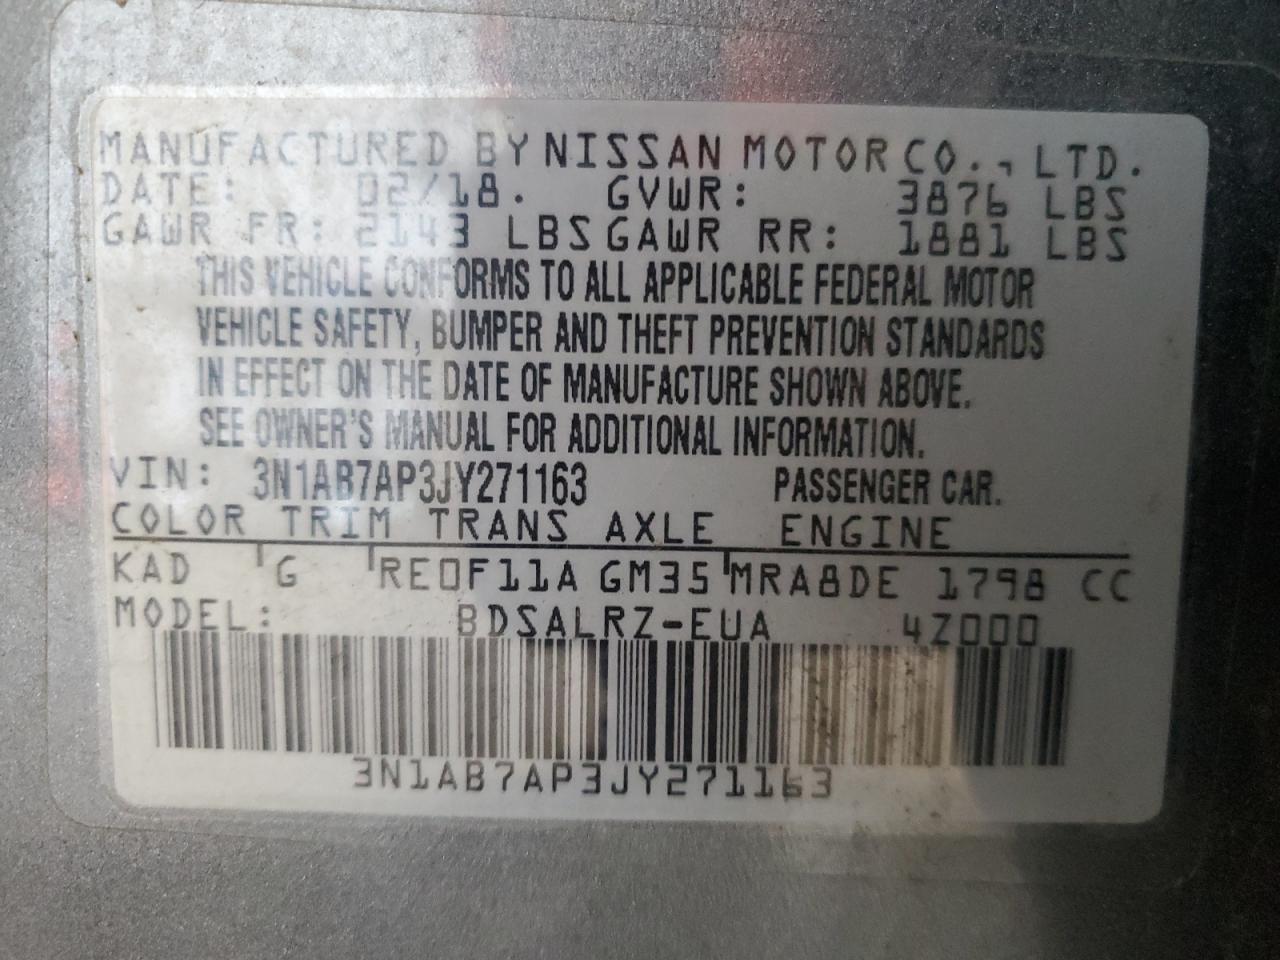 MANUFACTURED BY NISSAN MOTOR CO., LTD.
DATE: 02/18. GVWR: 3876 LBS
GAWR FR: 2143 LBS GAWR RR: 1881 LBS
THIS VEHICLE CONFORMS TO ALL APPLICABLE FEDERAL MOTOR
VEHICLE SAFETY, BUMPER AND THEFT PREVENTION STANDARDS
IN EFFECT ON THE DATE OF MANUFACTURE SHOWN ABOVE.
SEE OWNER'S MANUAL FOR ADDITIONAL INFORMATION.
VIN: 3N1AB7AP3JY271163 PASSENGER CAR.
COLOR TRIM TRANS AXLE ENGINE
KAD G RE0F11A GM35 MRA8DE 1798 CC
MODEL: BDSALRZ-EUA 4Z000
3N1AB7AP3JY271163